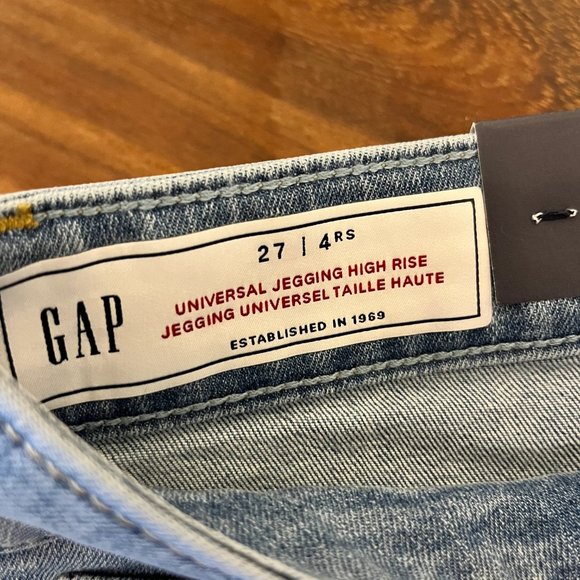 GAP
27 | 4RS
UNIVERSAL JEGGING HIGH RISE
JEGGING UNIVERSEL TAILLE HAUTE
ESTABLISHED IN 1969